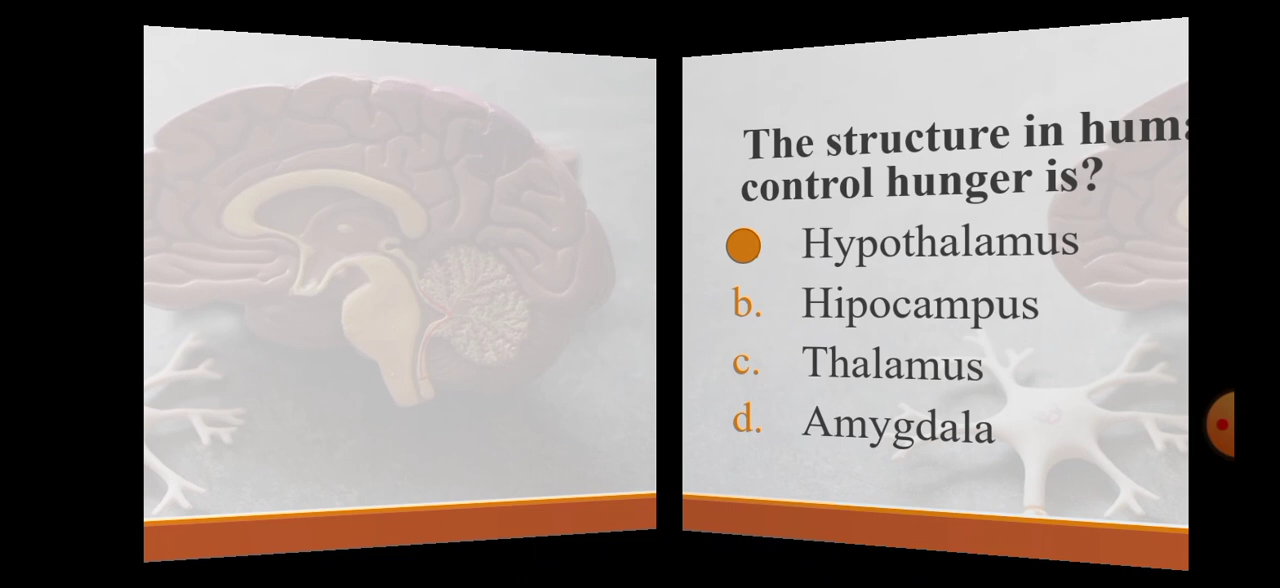 The structure in hum
control hunger is?
Hypothalamus
b. Hipocampus
c. Thalamus
d. Amygdala